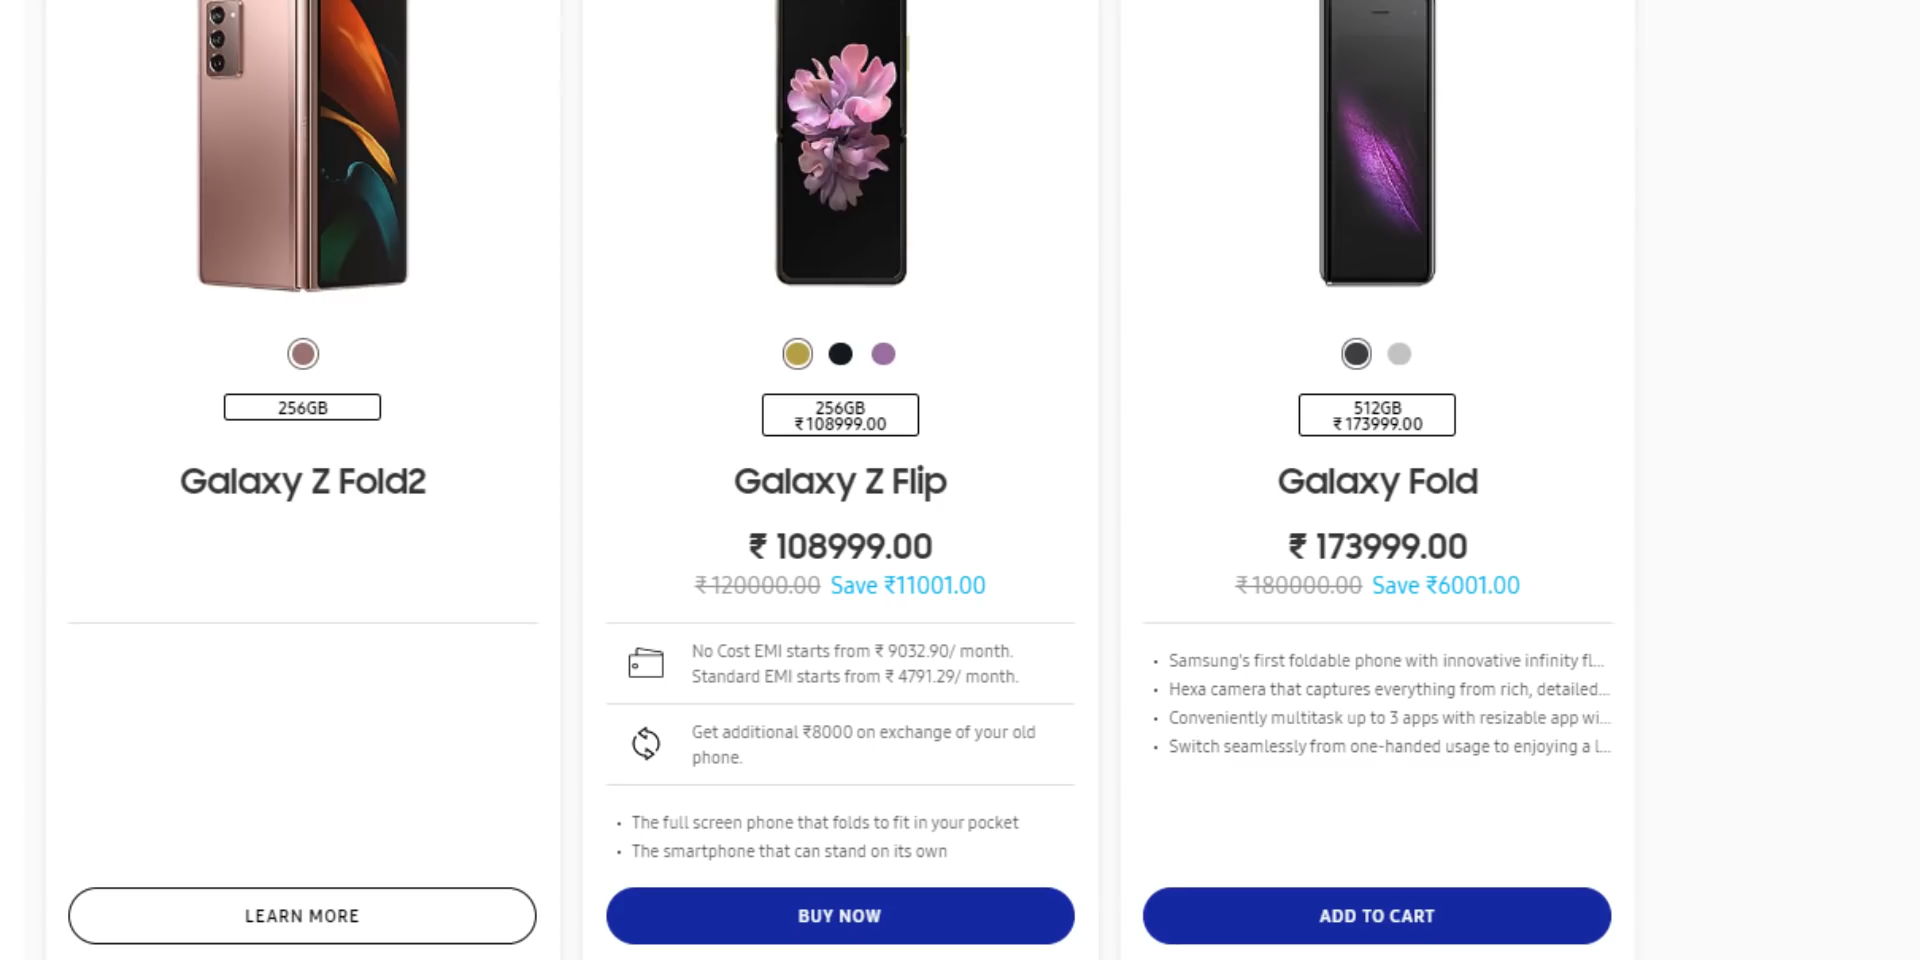 256GB
Galaxy Z Fold2
LEARN MORE
256GB
₹108999.00
Galaxy Z Flip
₹ 108999.00
₹120000.00 Save ₹11001.00
No Cost EMI starts from ₹ 9032.90/ month.
Standard EMI starts from ₹ 4791.29/ month.
Get additional ₹8000 on exchange of your old
phone.
• The full screen phone that folds to fit in your pocket
• The smartphone that can stand on its own
BUY NOW
512GB
₹173999.00
Galaxy Fold
₹ 173999.00
₹180000.00 Save ₹6001.00
• Samsung's first foldable phone with innovative infinity fl...
• Hexa camera that captures everything from rich, detailed...
• Conveniently multitask up to 3 apps with resizable app wi...
• Switch seamlessly from one-handed usage to enjoying a l...
ADD TO CART